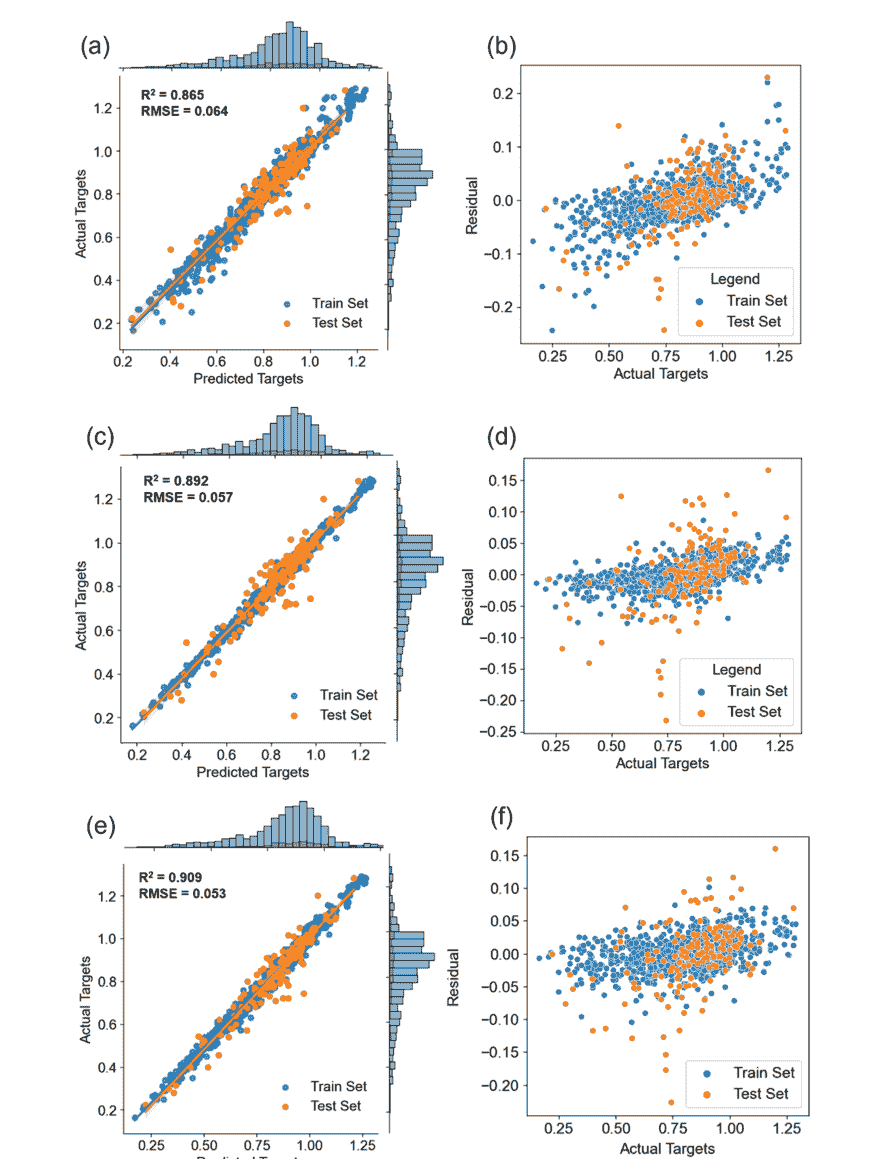 (a)
R² = 0.865
RMSE = 0.064
Actual Targets
1.2
1.0
0.8
0.6
0.4
0.2
Train Set
Test Set
0.2 0.4 0.6 0.8 1.0 1.2
Predicted Targets
(b)
Residual
0.2
0.1
0.0
−0.1
−0.2
Legend
Train Set
Test Set
0.25 0.50 0.75 1.00 1.25
Actual Targets
(c)
R² = 0.892
RMSE = 0.057
Actual Targets
1.2
1.0
0.8
0.6
0.4
0.2
Train Set
Test Set
0.2 0.4 0.6 0.8 1.0 1.2
Predicted Targets
(d)
Residual
0.15
0.10
0.05
0.00
−0.05
−0.10
−0.15
−0.20
−0.25
Legend
Train Set
Test Set
0.25 0.50 0.75 1.00 1.25
Actual Targets
(e)
R² = 0.909
RMSE = 0.053
Actual Targets
1.2
1.0
0.8
0.6
0.4
0.2
Train Set
Test Set
0.25 0.50 0.75 1.00 1.25
(f)
Residual
0.15
0.10
0.05
0.00
−0.05
−0.10
−0.15
−0.20
Train Set
Test Set
0.25 0.50 0.75 1.00 1.25
Actual Targets